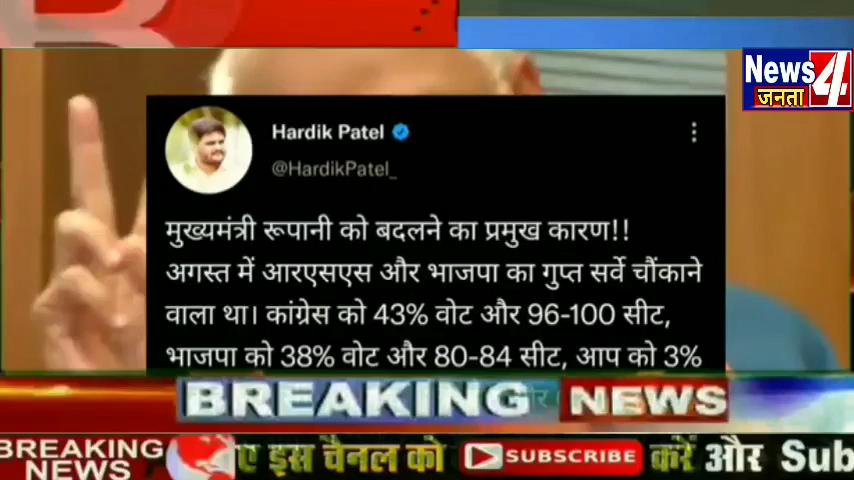 News 4
जनता
Hardik Patel
@HardikPatel_
मुख्यमंत्री रूपानी को बदलने का प्रमुख कारण!!
अगस्त में आरएसएस और भाजपा का गुप्त सर्वे चौंकाने
वाला था। कांग्रेस को 43% वोट और 96-100 सीट,
भाजपा को 38% वोट और 80-84 सीट, आप को 3%
BREAKING NEWS
BREAKING
NEWS
इस चैनल को SUBSCRIBE करें और Sub